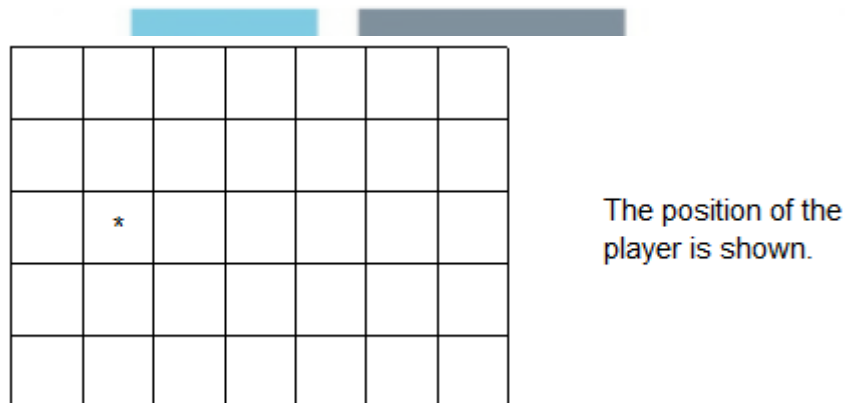 *
The position of the
player is shown.